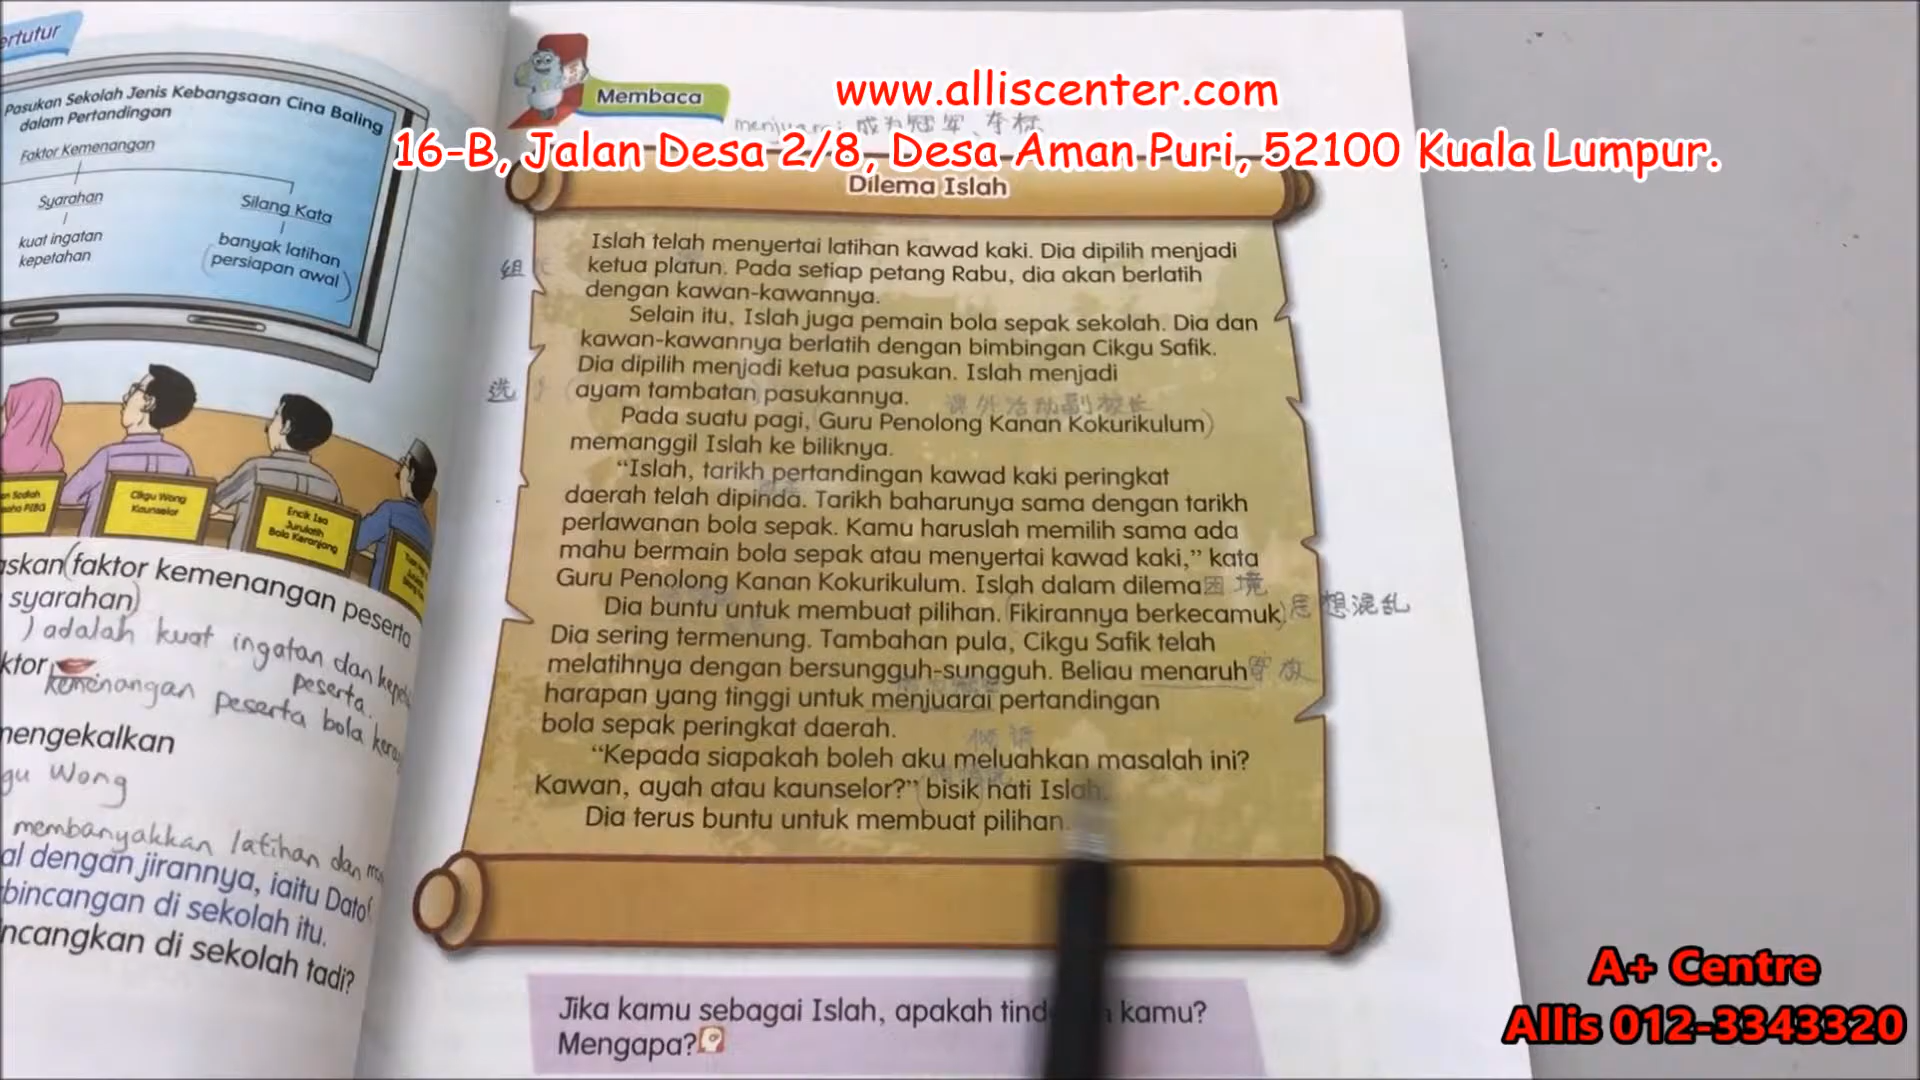 ertutur
Pasukan Sekolah Jenis Kebangsaan Cina Baling
dalam Pertandingan
Faktor Kemenangan
Syarahan
Silang Kata
kuat ingatan
kepetahan
banyak latihan
persiapan awal
Cikgu Wong
Kaunselor
Encik Isa
Jurulatih
Bola Keranjang
askan (faktor kemenangan peserta
syarahan)
) adalah kuat ingatan dan
peserta.
ktor
kemenangan peserta bola
mengekalkan
gu Wong
membanyakkan latihan dan
al dengan jirannya, iaitu Dato'
bincangan di sekolah itu.
ncangkan di sekolah tadi?
www.alliscenter.com
Membaca
menjuarai: 成为冠军、夺标
16-B, Jalan Desa 2/8, Desa Aman Puri, 52100 Kuala Lumpur.
Dilema Islah
Islah telah menyertai latihan kawad kaki. Dia dipilih menjadi
组
ketua platun. Pada setiap petang Rabu, dia akan berlatih
dengan kawan-kawannya.
Selain itu, Islah juga pemain bola sepak sekolah. Dia dan
kawan-kawannya berlatih dengan bimbingan Cikgu Safik.
Dia dipilih menjadi ketua pasukan. Islah menjadi
选
(ayam tambatan pasukannya.
课外活动副校长
Pada suatu pagi, (Guru Penolong Kanan Kokurikulum)
memanggil Islah ke biliknya.
“Islah, tarikh pertandingan kawad kaki peringkat
daerah telah dipinda. Tarikh baharunya sama dengan tarikh
perlawanan bola sepak. Kamu haruslah memilih sama ada
mahu bermain bola sepak atau menyertai kawad kaki,” kata
Guru Penolong Kanan Kokurikulum. Islah dalam dilema 困境
Dia buntu untuk membuat pilihan. (Fikirannya berkecamuk) 思想混乱
Dia sering termenung. Tambahan pula, Cikgu Safik telah
melatihnya dengan bersungguh-sungguh. Beliau menaruh
harapan yang tinggi untuk menjuarai pertandingan
bola sepak peringkat daerah.
倾诉
“Kepada siapakah boleh aku meluahkan masalah ini?
Kawan, ayah atau kaunselor?” bisik hati Islah.
Dia terus buntu untuk membuat pilihan.
Jika kamu sebagai Islah, apakah kamu?
Mengapa?
A+ Centre
Allis 012-3343320